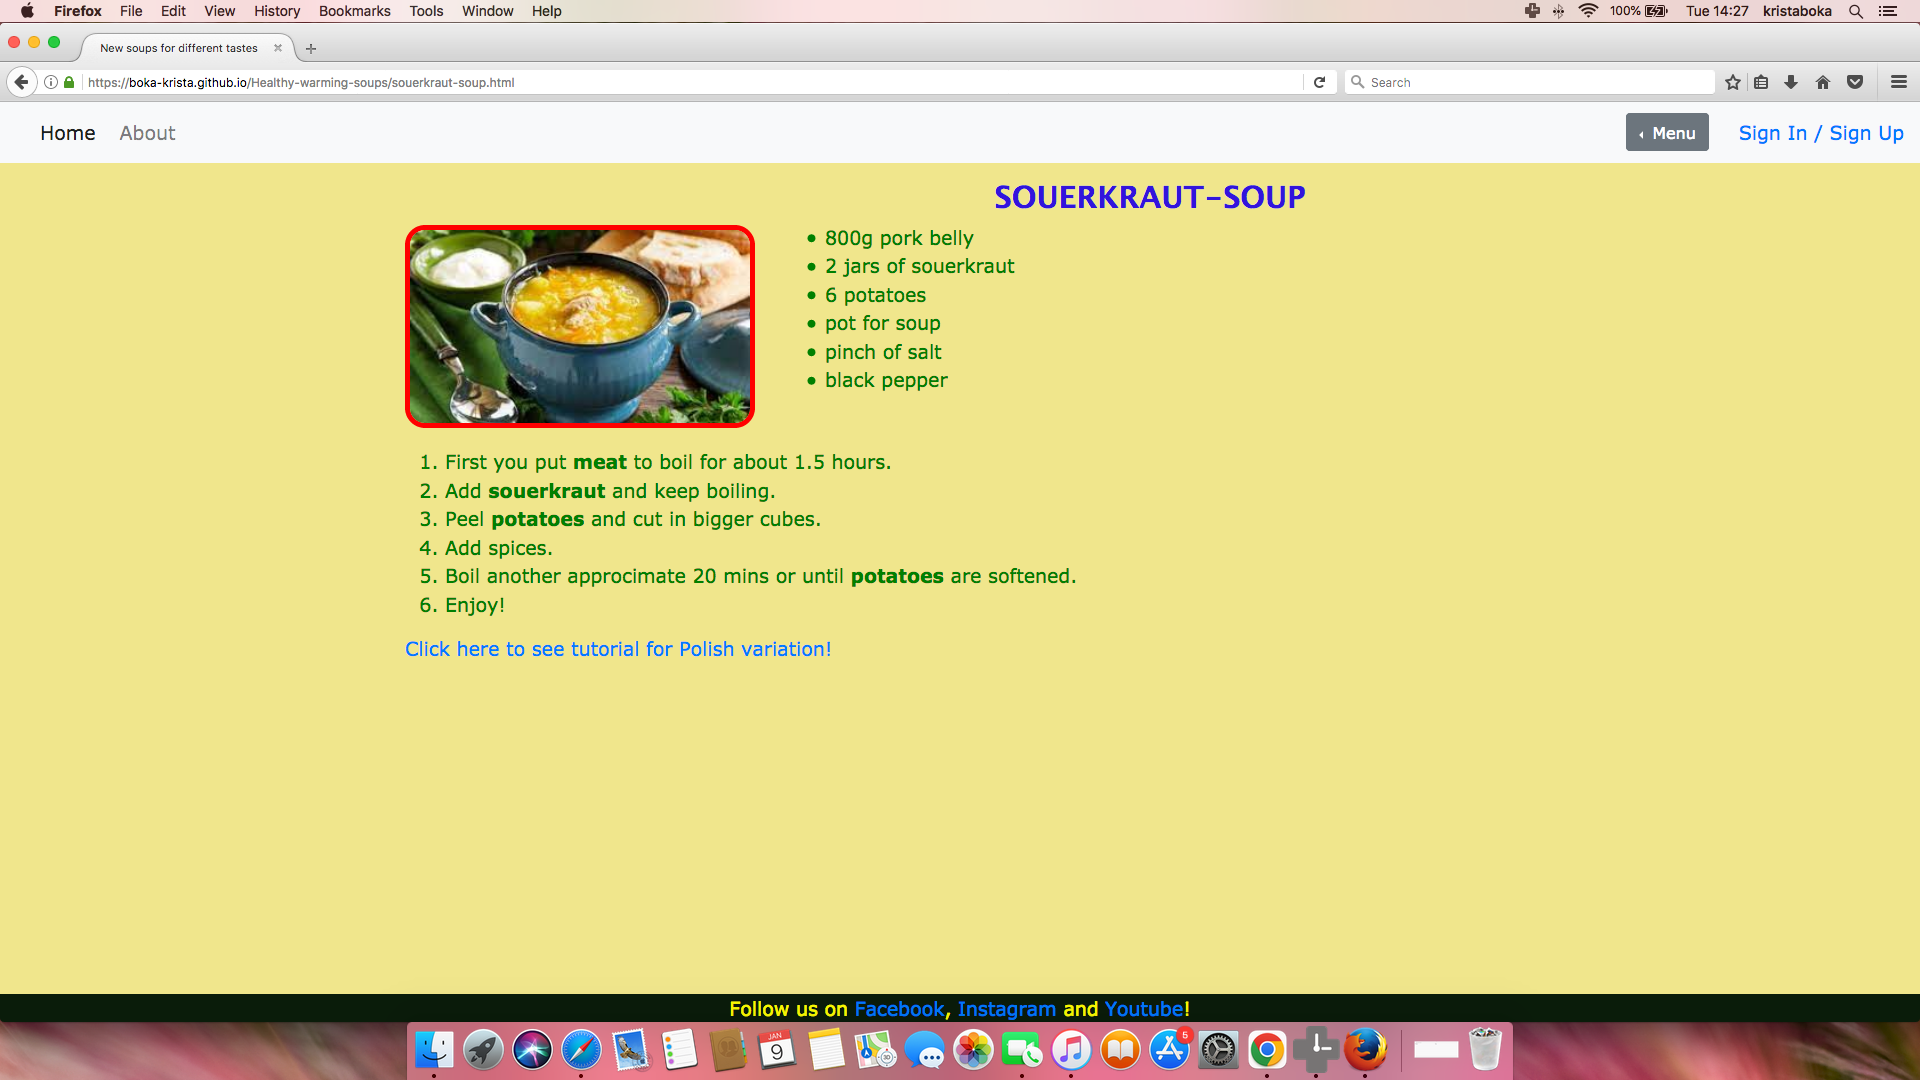 Firefox File Edit View History Bookmarks Tools Window Help 100% Tue 14:27 kristaboka
New soups for different tastes
https://boka-krista.github.io/Healthy-warming-soups/souerkraut-soup.html Search
Home About Menu Sign In / Sign Up
SOUERKRAUT-SOUP
• 800g pork belly
• 2 jars of souerkraut
• 6 potatoes
• pot for soup
• pinch of salt
• black pepper
1. First you put meat to boil for about 1.5 hours.
2. Add souerkraut and keep boiling.
3. Peel potatoes and cut in bigger cubes.
4. Add spices.
5. Boil another approcimate 20 mins or until potatoes are softened.
6. Enjoy!
Click here to see tutorial for Polish variation!
Follow us on Facebook, Instagram and Youtube!
JAN
9
3D
5